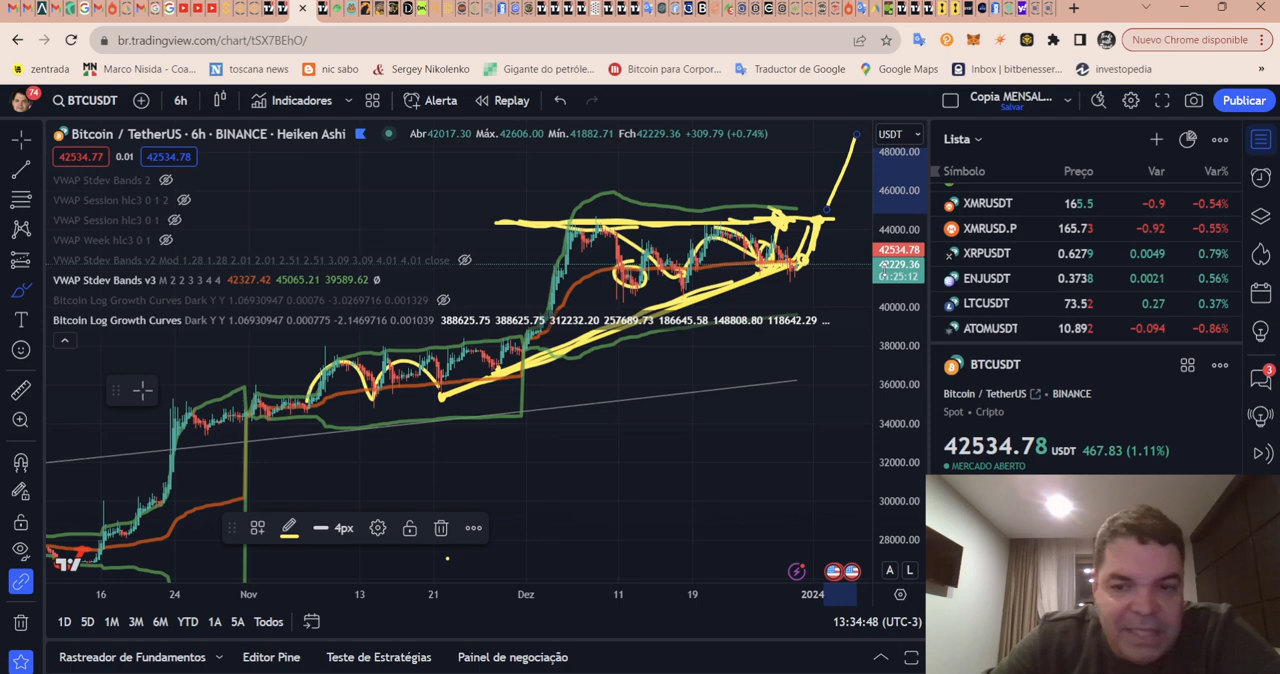 br.tradingview.com/chart/tSX7BEhO/
Nuevo Chrome disponible
zentrada
Marco Nisida - Coa...
toscana news
nic sabo
Sergey Nikolenko
Gigante do petróle...
Bitcoin para Corpor...
Traductor de Google
Google Maps
Inbox | bitbenesser...
investopedia
»
74
BTCUSDT
6h
Indicadores
Alerta
Replay
Copia MENSAL...
Salvar
Publicar
Bitcoin / TetherUS · 6h · BINANCE · Heiken Ashi
Abr42017.30 Máx.42606.00 Mín.41882.71 Fch42229.36 +309.79 (+0.74%)
42534.77 0.01 42534.78
VWAP Stdev Bands 2
VWAP Session hlc3 0 1 2
VWAP Session hlc3 0 1
VWAP Week hlc3 0 1
VWAP Stdev Bands v2 Mod 1.28 1.28 2.01 2.01 2.51 2.51 3.09 3.09 4.01 4.01 close
VWAP Stdev Bands v3 M 2 2 3 4 4 42327.42 45065.21 39589.62 Ø
Bitcoin Log Growth Curves Dark Y Y 1.06930947 0.00076 -3.0269716 0.001329
Bitcoin Log Growth Curves Dark Y Y 1.06930947 0.000775 -2.1469716 0.001039 388625.75 388625.75 312232.20 257689.73 186645.58 148808.80 118642.29 ...
USDT
48000.00
46000.00
44000.00
42534.78
42229.36
01:25:12
40000.00
38000.00
36000.00
34000.00
32000.00
30000.00
28000.00
4px
16
24
Nov
13
21
Dez
11
19
2024
A
L
1D 5D 1M 3M 6M YTD 1A 5A Todos
13:34:48 (UTC-3)
Rastreador de Fundamentos
Editor Pine
Teste de Estratégias
Painel de negociação
Lista
Símbolo Preço Var Var%
XMRUSDT 165.5 -0.9 -0.54%
XMRUSD.P 165.73 -0.92 -0.55%
XRPUSDT 0.6279 0.0049 0.79%
ENJUSDT 0.3738 0.0021 0.56%
LTCUSDT 73.52 0.27 0.37%
ATOMUSDT 10.892 -0.094 -0.86%
BTCUSDT
Bitcoin / TetherUS • BINANCE
Spot • Cripto
42534.78 USDT 467.83 (1.11%)
MERCADO ABERTO
3